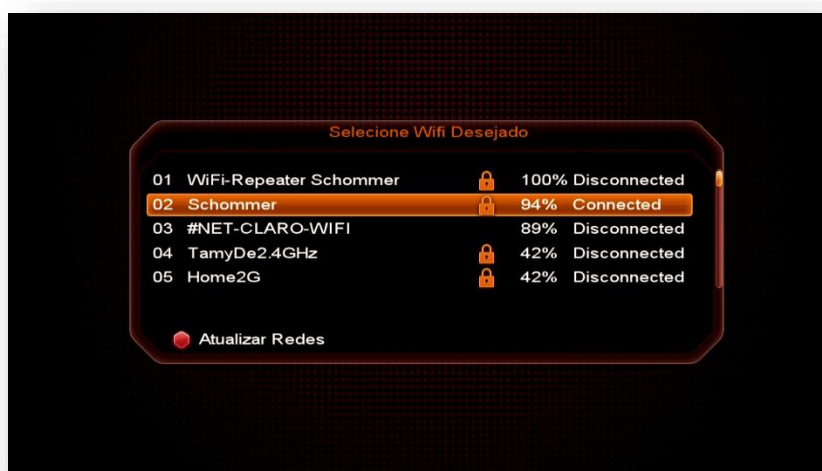 Selecione Wifi Desejado
01 WiFi-Repeater Schommer 100% Disconnected
02 Schommer 94% Connected
03 #NET-CLARO-WIFI 89% Disconnected
04 TamyDe2.4GHz 42% Disconnected
05 Home2G 42% Disconnected
Atualizar Redes